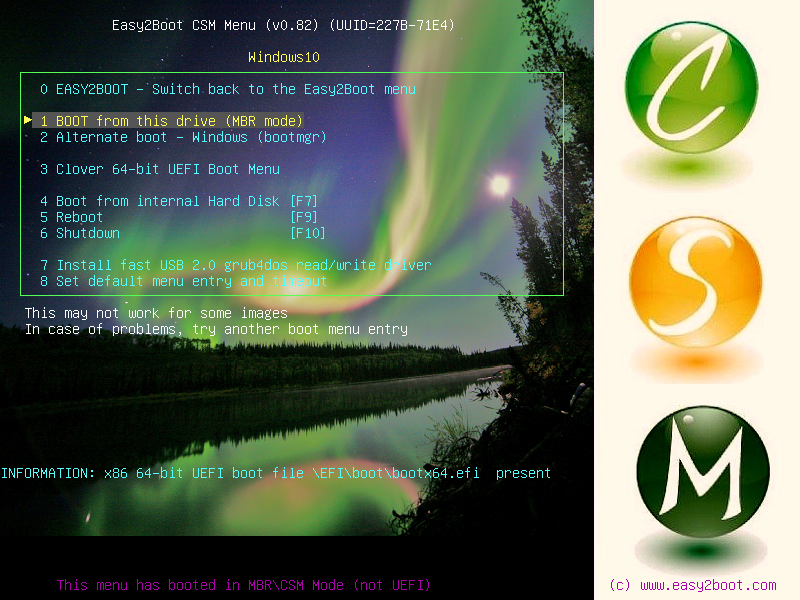 Easy2Boot CSM Menu (v0.82) (UUID=227B-71E4)
Windows10
0 EASY2BOOT - Switch back to the Easy2Boot menu
1 BOOT from this drive (MBR mode)
2 Alternate boot - Windows (bootmgr)
3 Clover 64-bit UEFI Boot Menu
4 Boot from internal Hard Disk [F7]
5 Reboot [F9]
6 Shutdown [F10]
7 Install fast USB 2.0 grub4dos read/write driver
8 Set default menu entry and timeout
This may not work for some images
In case of problems, try another boot menu entry
INFORMATION: x86 64-bit UEFI boot file \EFI\boot\bootx64.efi present
This menu has booted in MBR\CSM Mode (not UEFI)
C
S
M
(c) www.easy2boot.com